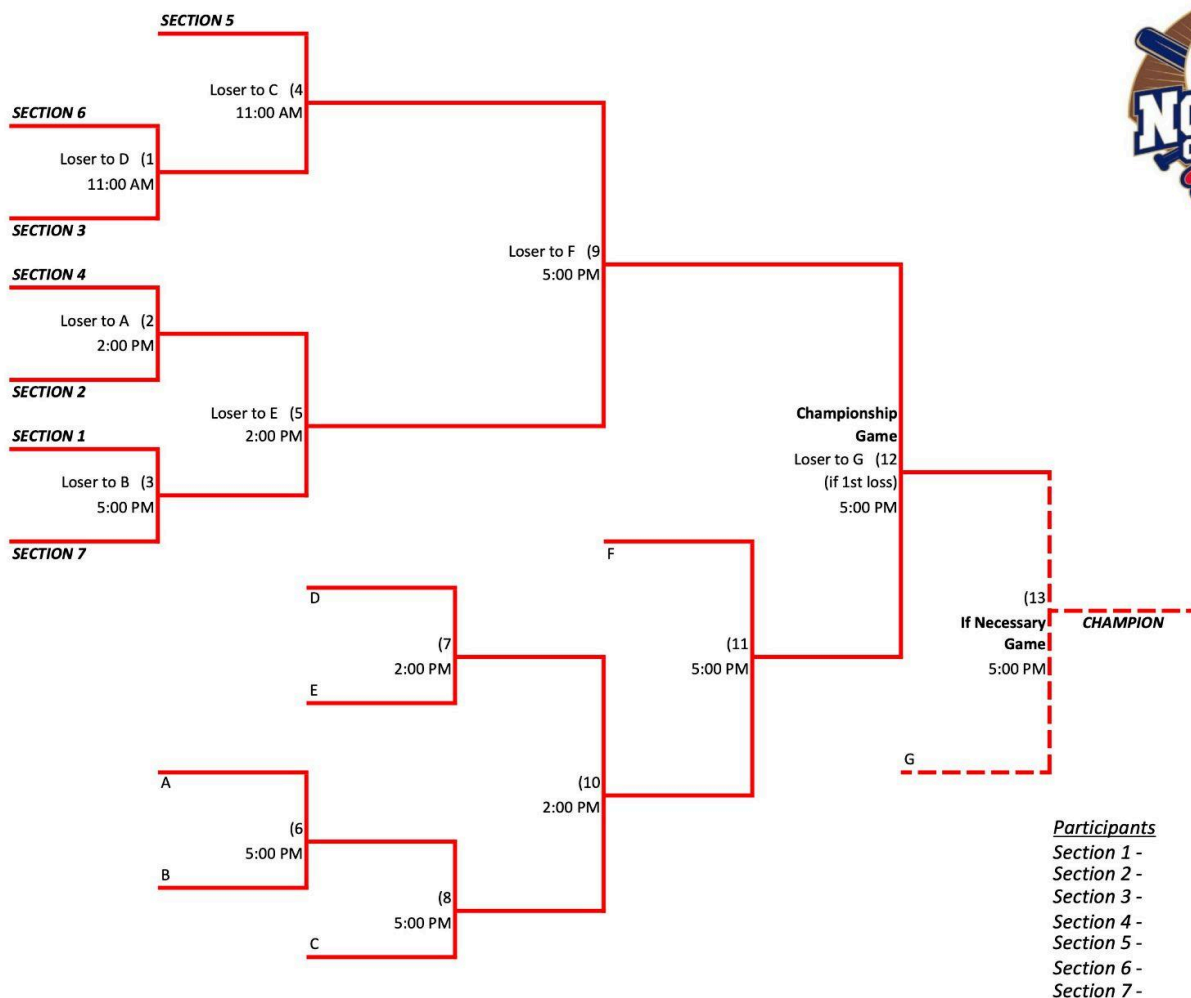 SECTION 5
Loser to C (4
11:00 AM
SECTION 6
Loser to D (1
11:00 AM
SECTION 3
SECTION 4
Loser to A (2
2:00 PM
SECTION 2
Loser to E (5
2:00 PM
SECTION 1
Loser to B (3
5:00 PM
SECTION 7
Loser to F (9
5:00 PM
Championship
Game
Loser to G (12
(if 1st loss)
5:00 PM
F
(11
5:00 PM
D
(7
2:00 PM
E
A
(6
5:00 PM
B
(8
5:00 PM
C
(10
2:00 PM
(13
If Necessary
Game
5:00 PM
CHAMPION
G
Participants
Section 1 -
Section 2 -
Section 3 -
Section 4 -
Section 5 -
Section 6 -
Section 7 -